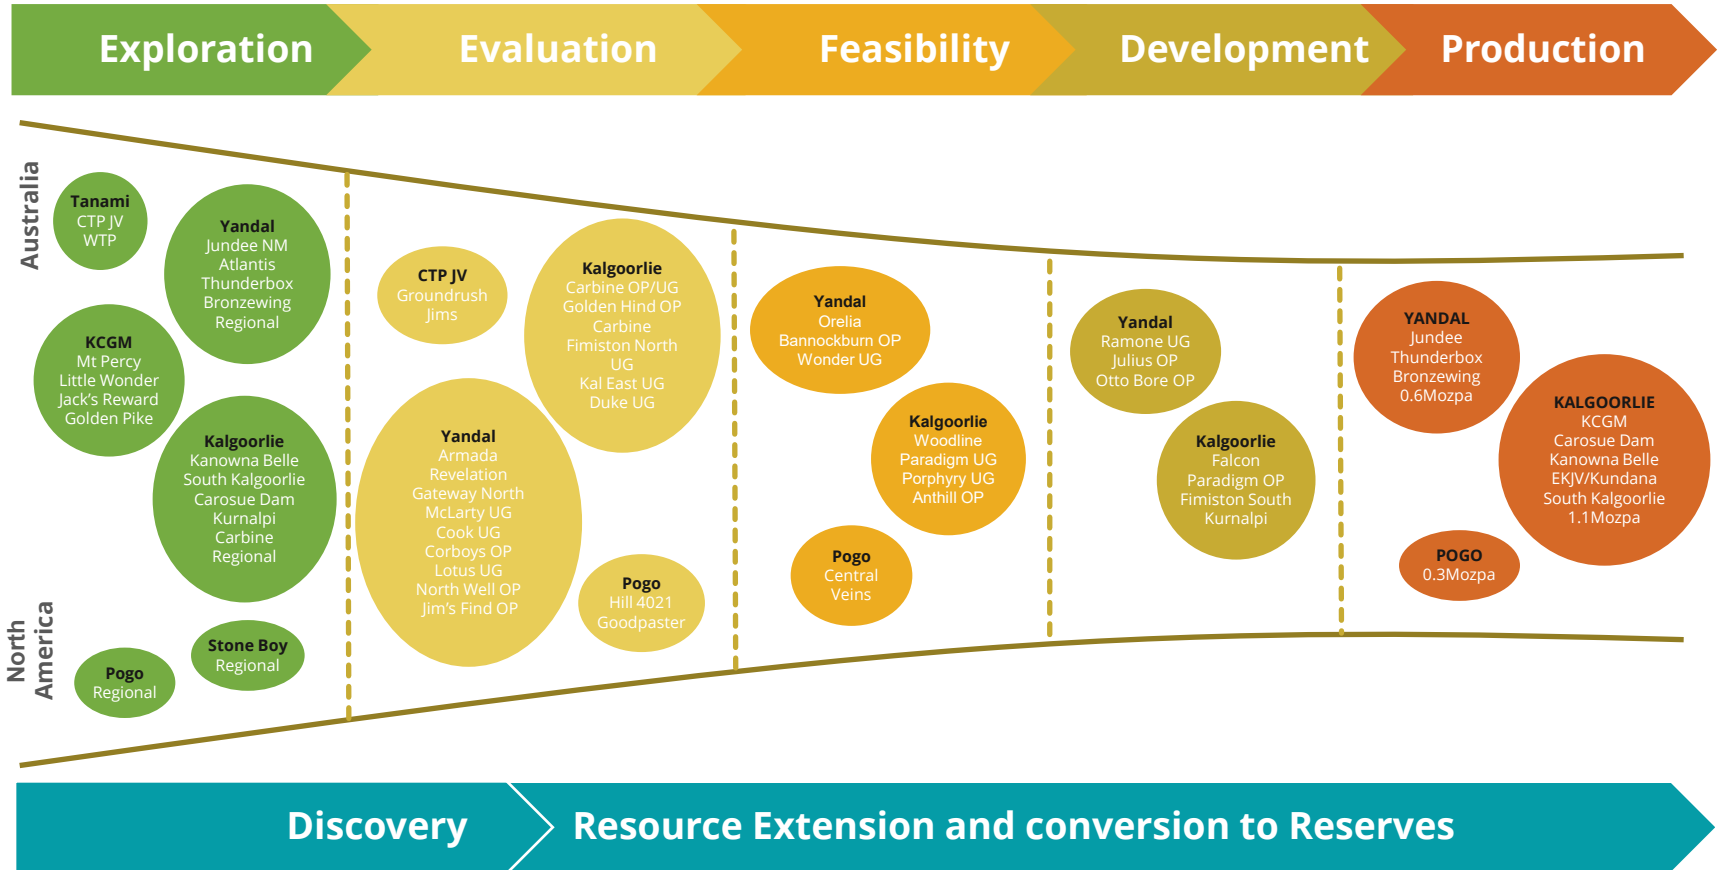 Exploration
Evaluation
Feasibility
Development
Production
Australia
North
America
Tanami
CTP JV
WTP
Yandal
Jundee NM
Atlantis
Thunderbox
Bronzewing
Regional
KCGM
Mt Percy
Little Wonder
Jack’s Reward
Golden Pike
Kalgoorlie
Kanowna Belle
South Kalgoorlie
Carosue Dam
Kurnalpi
Carbine
Regional
Stone Boy
Regional
Pogo
Regional
CTP JV
Groundrush
Jims
Kalgoorlie
Carbine OP/UG
Golden Hind OP
Carbine
Fimiston North
UG
Kal East UG
Duke UG
Yandal
Armada
Revelation
Gateway North
McLarty UG
Cook UG
Corboys OP
Lotus UG
North Well OP
Jim’s Find OP
Pogo
Hill 4021
Goodpaster
Yandal
Orelia
Bannockburn OP
Wonder UG
Kalgoorlie
Woodline
Paradigm UG
Porphyry UG
Anthill OP
Pogo
Central
Veins
Yandal
Ramone UG
Julius OP
Otto Bore OP
Kalgoorlie
Falcon
Paradigm OP
Fimiston South
Kurnalpi
YANDAL
Jundee
Thunderbox
Bronzewing
0.6Mozpa
KALGOORLIE
KCGM
Carosue Dam
Kanowna Belle
EKJV/Kundana
South Kalgoorlie
1.1Mozpa
POGO
0.3Mozpa
Discovery
Resource Extension and conversion to Reserves